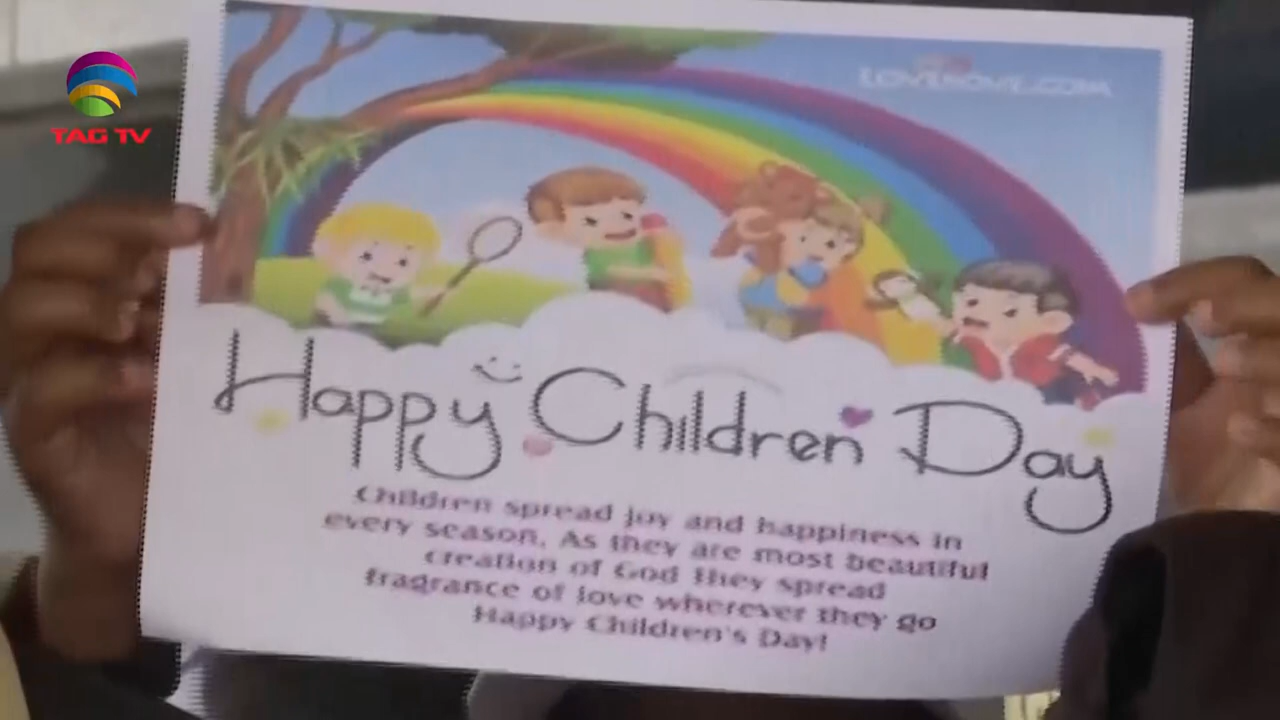 TAG TV
LOVESOVE.COM
Happy Children Day
Children spread joy and happiness in
every season. As they are most beautiful
creation of God they spread
fragrance of love wherever they go
Happy Children's Day!